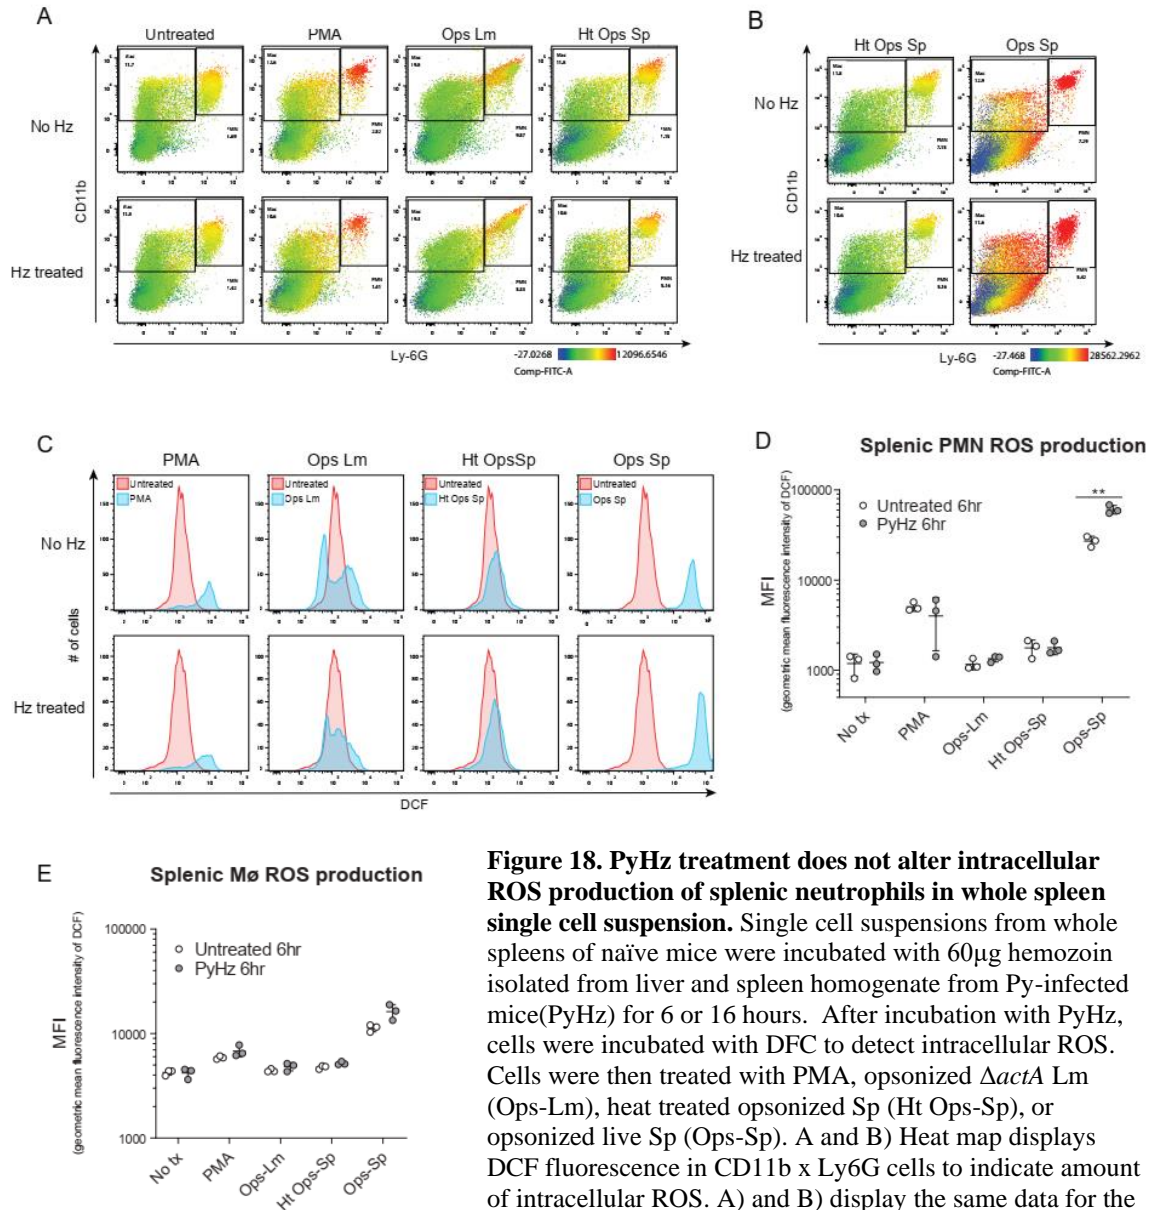 A
Untreated
PMA
Ops Lm
Ht Ops Sp
No Hz
Hz treated
CD11b
Ly-6G
-27.0268
12096.6546
Comp-FITC-A
B
Ht Ops Sp
Ops Sp
No Hz
Hz treated
CD11b
Ly-6G
-27.468
28562.2962
Comp-FITC-A
C
PMA
Ops Lm
Ht OpsSp
Ops Sp
Untreated
PMA
Untreated
Ops Lm
Untreated
Ht Ops Sp
Untreated
Ops Sp
No Hz
Hz treated
# of cells
DCF
D
Splenic PMN ROS production
MFI
(geometric mean fluorescence intensity of DCF)
100000
10000
1000
Untreated 6hr
PyHz 6hr
**
No tx
PMA
Ops-Lm
Ht Ops-Sp
Ops-Sp
E
Splenic Mø ROS production
MFI
(geometric mean fluorescence intensity of DCF)
100000
10000
1000
Untreated 6hr
PyHz 6hr
No tx
PMA
Ops-Lm
Ht Ops-Sp
Ops-Sp
Figure 18. PyHz treatment does not alter intracellular
ROS production of splenic neutrophils in whole spleen
single cell suspension. Single cell suspensions from whole
spleens of naïve mice were incubated with 60µg hemozoin
isolated from liver and spleen homogenate from Py-infected
mice(PyHz) for 6 or 16 hours. After incubation with PyHz,
cells were incubated with DFC to detect intracellular ROS.
Cells were then treated with PMA, opsonized ΔactA Lm
(Ops-Lm), heat treated opsonized Sp (Ht Ops-Sp), or
opsonized live Sp (Ops-Sp). A and B) Heat map displays
DCF fluorescence in CD11b x Ly6G cells to indicate amount
of intracellular ROS. A) and B) display the same data for the